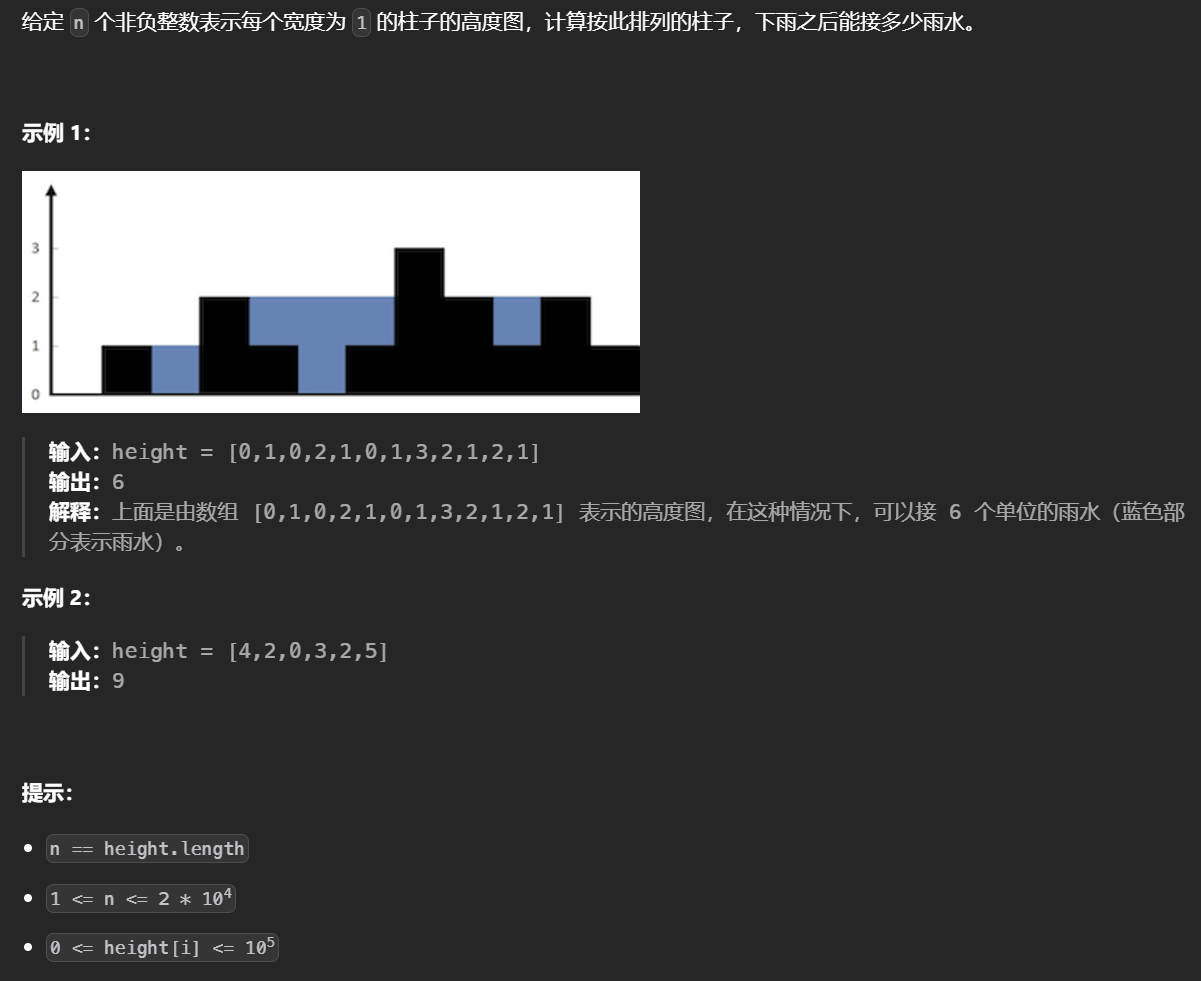 给定 n 个非负整数表示每个宽度为 1 的柱子的高度图，计算按此排列的柱子，下雨之后能接多少雨水。
示例 1：
3
2
1
0
输入：height = [0,1,0,2,1,0,1,3,2,1,2,1]
输出：6
解释：上面是由数组 [0,1,0,2,1,0,1,3,2,1,2,1] 表示的高度图，在这种情况下，可以接 6 个单位的雨水（蓝色部
分表示雨水）。
示例 2：
输入：height = [4,2,0,3,2,5]
输出：9
提示：
• n == height.length
• 1 <= n <= 2 * 10⁴
• 0 <= height[i] <= 10⁵